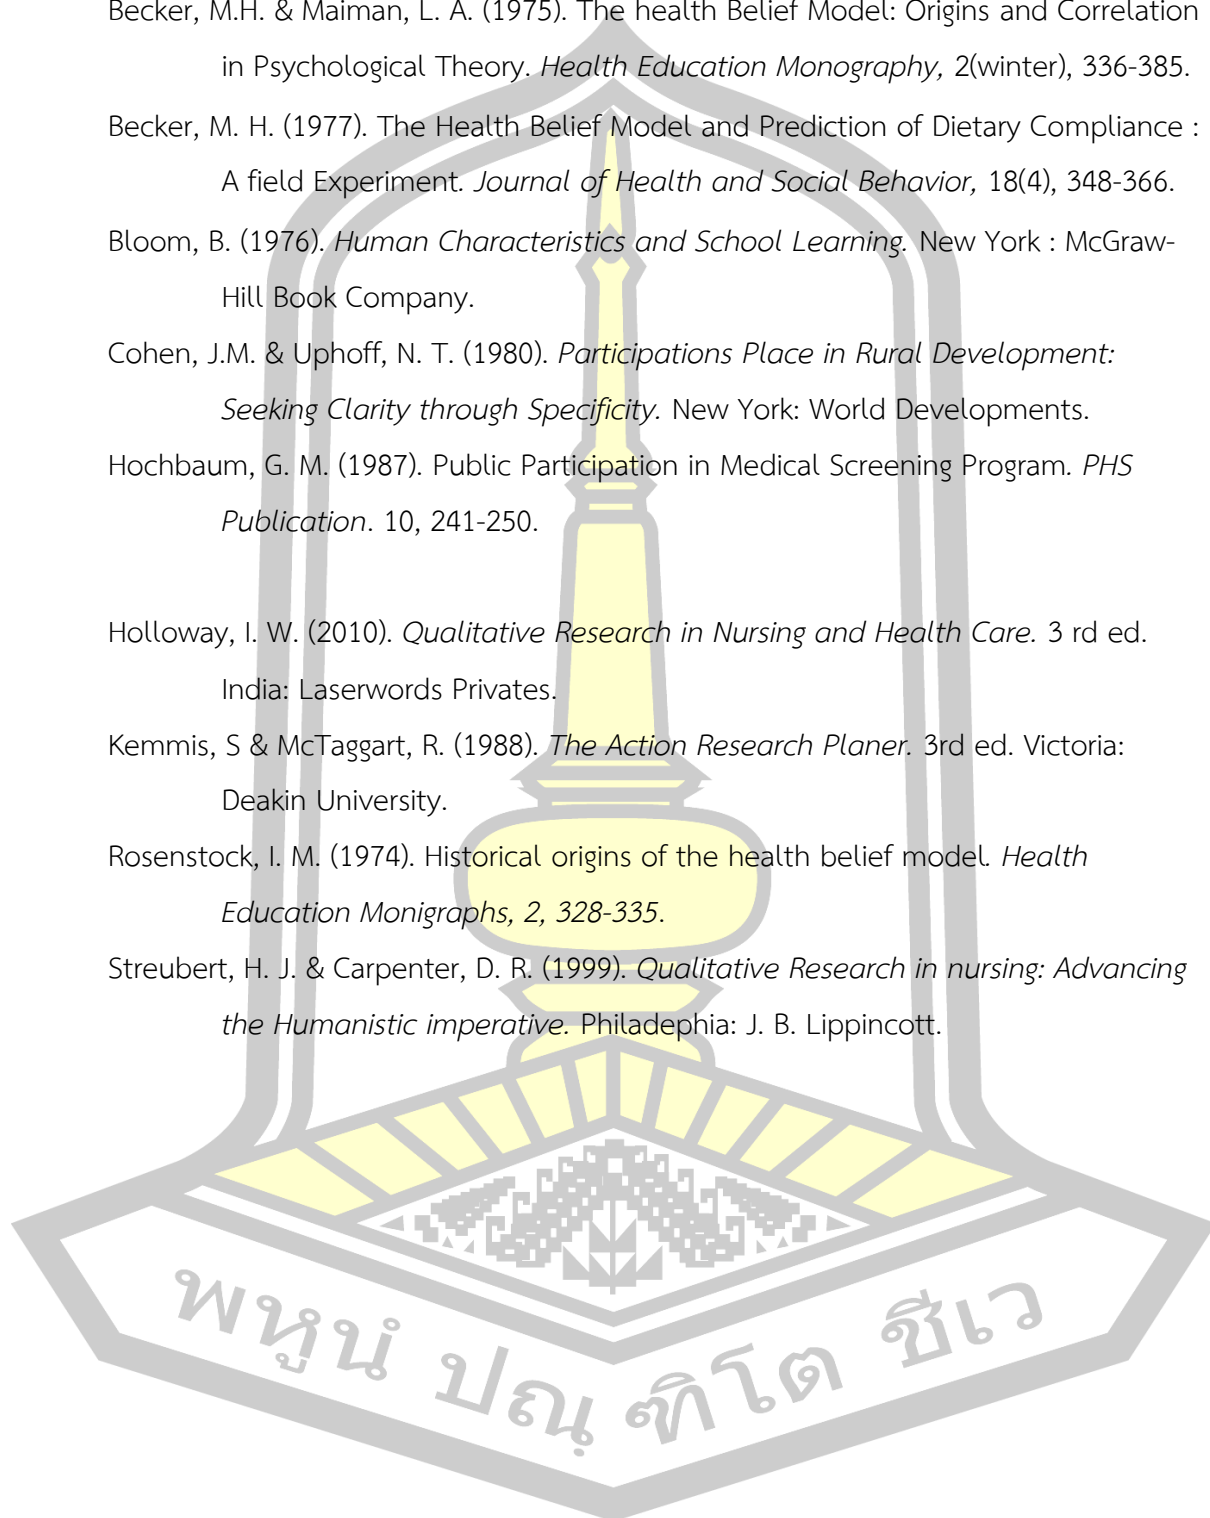 Becker, M.H. & Maiman, L. A. (1975). The health Belief Model: Origins and Correlation
in Psychological Theory. Health Education Monography, 2(winter), 336-385.
Becker, M. H. (1977). The Health Belief Model and Prediction of Dietary Compliance :
A field Experiment. Journal of Health and Social Behavior, 18(4), 348-366.
Bloom, B. (1976). Human Characteristics and School Learning. New York : McGraw-
Hill Book Company.
Cohen, J.M. & Uphoff, N. T. (1980). Participations Place in Rural Development:
Seeking Clarity through Specificity. New York: World Developments.
Hochbaum, G. M. (1987). Public Participation in Medical Screening Program. PHS
Publication. 10, 241-250.
Holloway, I. W. (2010). Qualitative Research in Nursing and Health Care. 3 rd ed.
India: Laserwords Privates.
Kemmis, S & McTaggart, R. (1988). The Action Research Planer. 3rd ed. Victoria:
Deakin University.
Rosenstock, I. M. (1974). Historical origins of the health belief model. Health
Education Monigraphs, 2, 328-335.
Streubert, H. J. & Carpenter, D. R. (1999). Qualitative Research in nursing: Advancing
the Humanistic imperative. Philadephia: J. B. Lippincott.
พหูนํ ปณฺฑิโต ชีเว